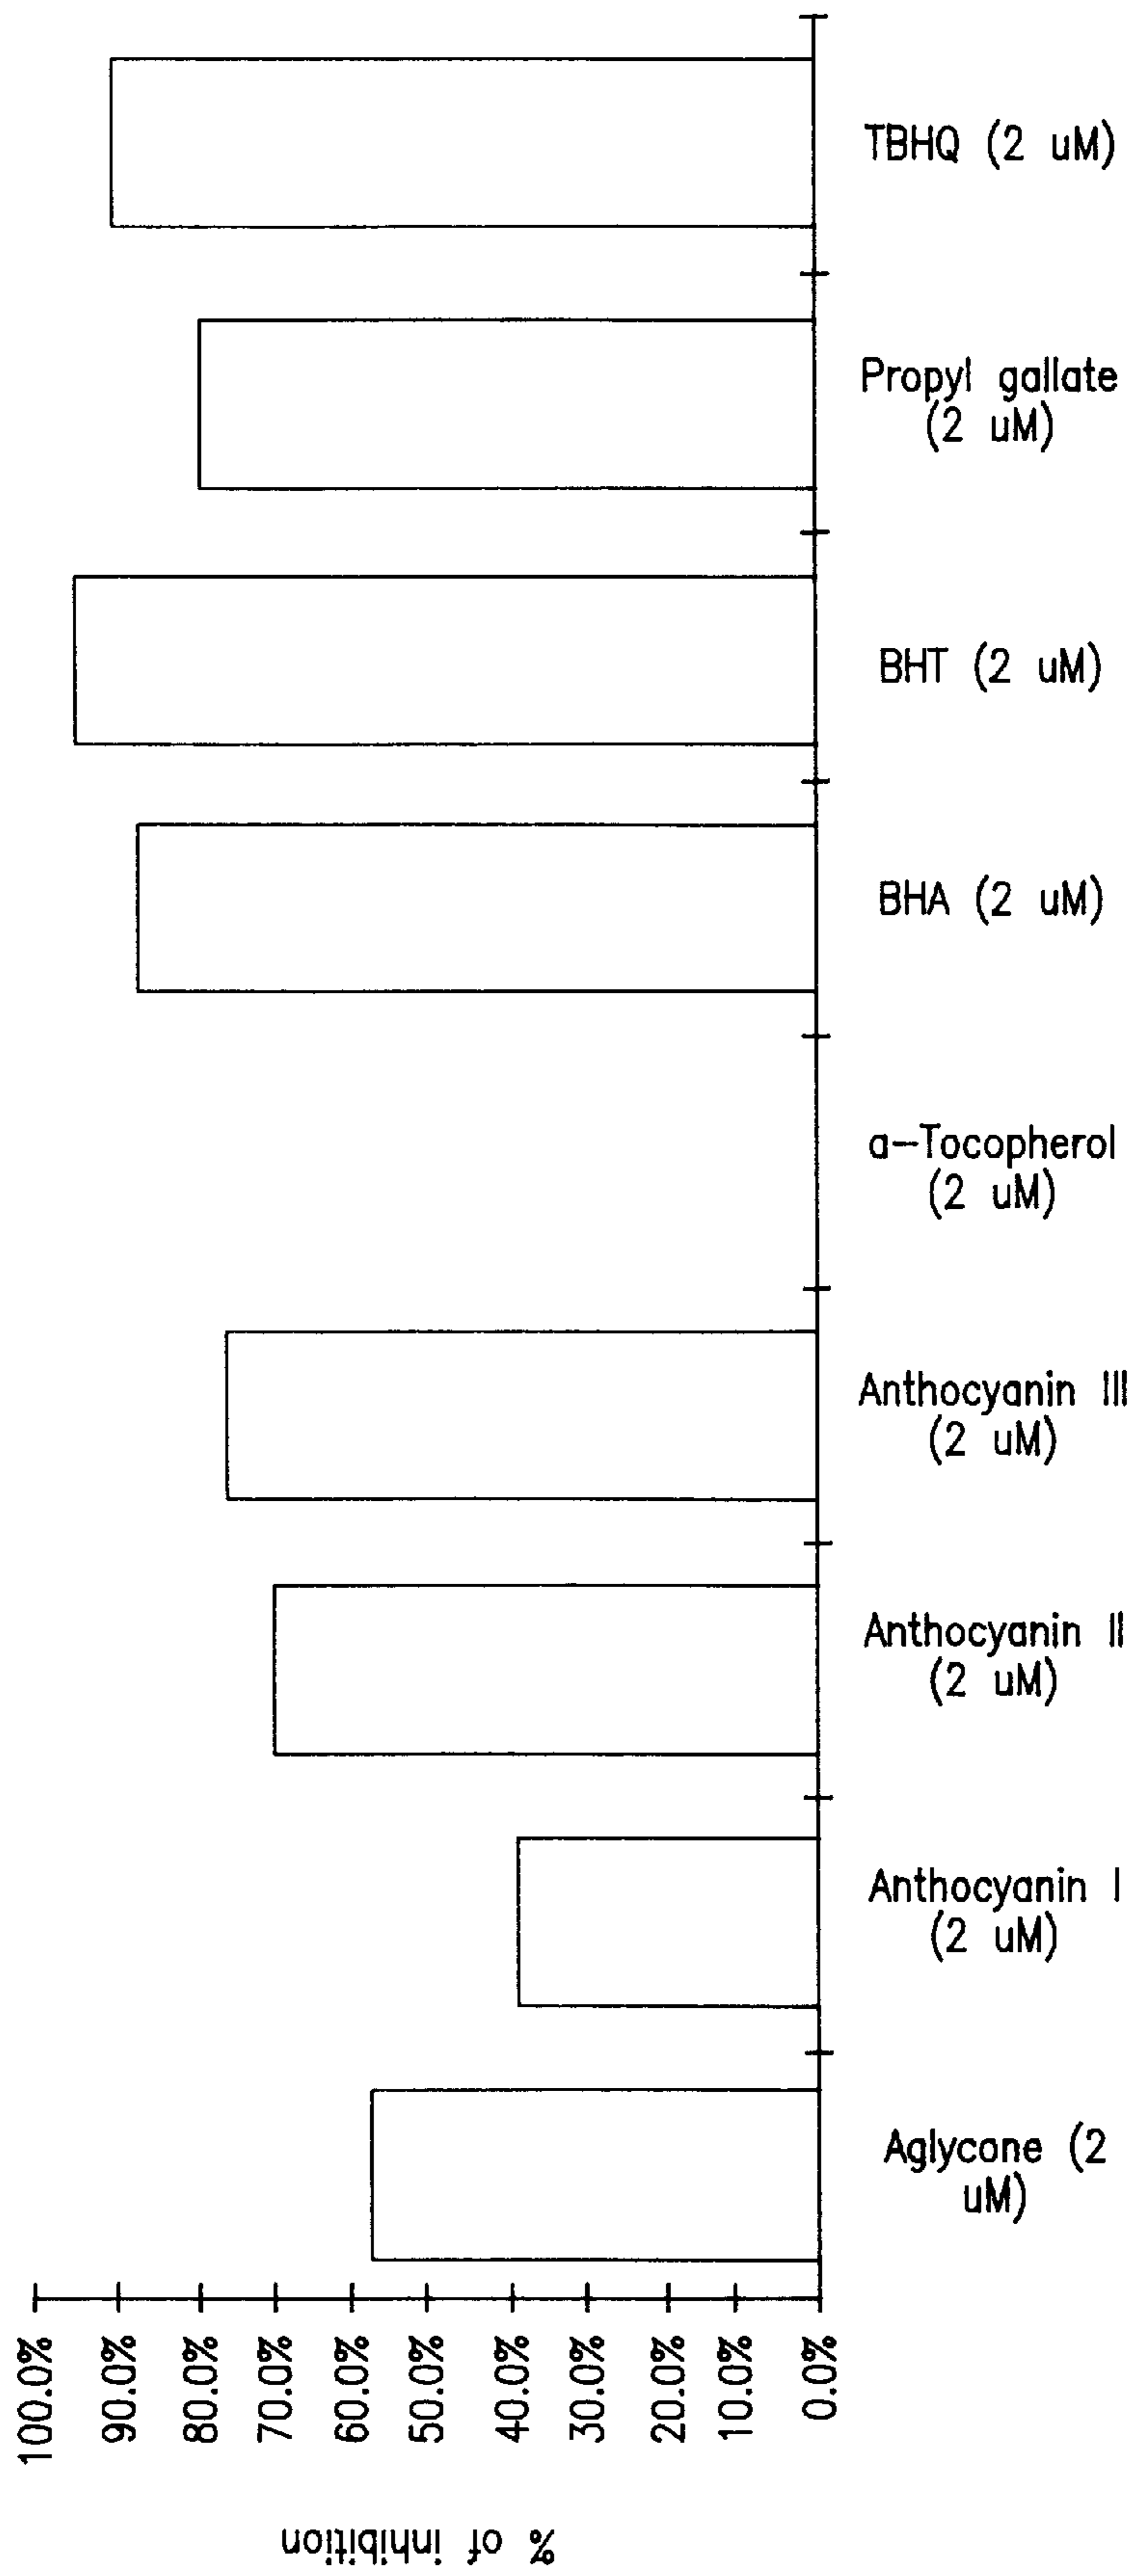 TBHQ (2 uM)
Propyl gallate
(2 uM)
BHT (2 uM)
BHA (2 uM)
a-Tocopherol
(2 uM)
Anthocyanin III
(2 uM)
Anthocyanin II
(2 uM)
Anthocyanin I
(2 uM)
Aglycane (2
uM)
100.0%
90.0%
80.0%
70.0%
60.0%
50.0%
40.0%
30.0%
20.0%
10.0%
0.0%
% of inhibition